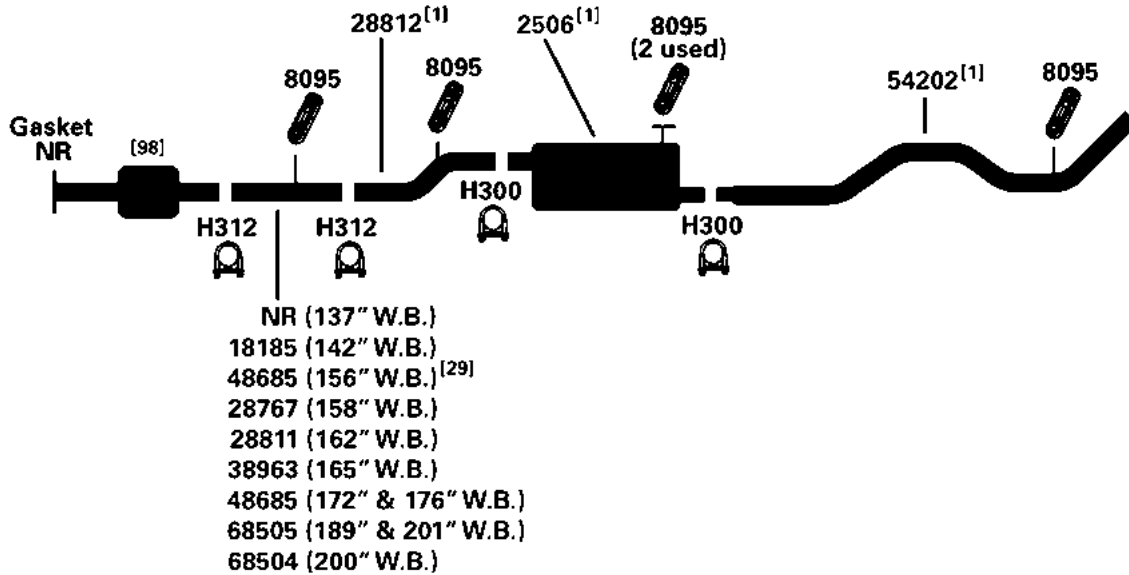 28812[1]
2506[1]
8095
(2 used)
8095
8095
54202[1]
8095
Gasket
NR
[98]
H312
H312
H300
H300
NR (137" W.B.)
18185 (142" W.B.)
48685 (156" W.B.)[29]
28767 (158" W.B.)
28811 (162" W.B.)
38963 (165" W.B.)
48685 (172" & 176" W.B.)
68505 (189" & 201" W.B.)
68504 (200" W.B.)